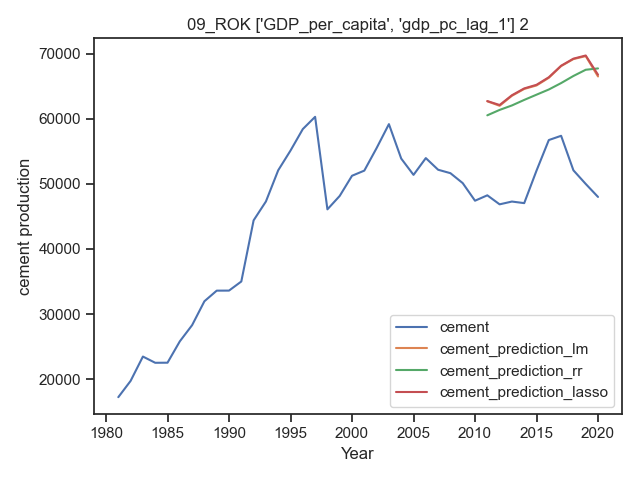 09_ROK ['GDP_per_capita', 'gdp_pc_lag_1'] 2
cement production
70000
60000
50000
40000
30000
20000
1980 1985 1990 1995 2000 2005 2010 2015 2020
Year
cement
cement_prediction_lm
cement_prediction_rr
cement_prediction_lasso